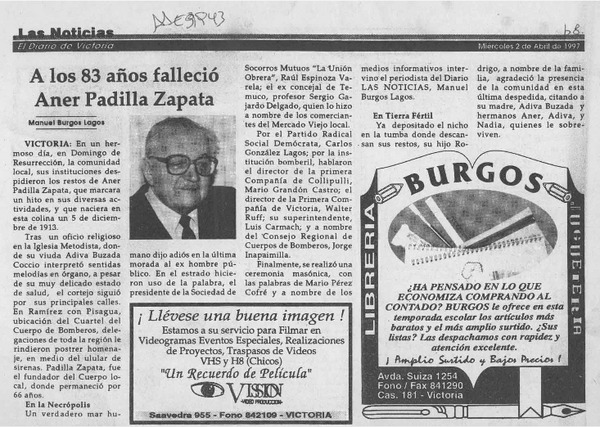 Las Noticias
El Diario de Victoria
Miércoles 2 de Abril de 1997
A los 83 años falleció
Aner Padilla Zapata
Manuel Burgos Lagos
VICTORIA: En un her-
moso día, en Domingo de
Resurrección, la comunidad
local, sus instituciones des-
pidieron los restos de Aner
Padilla Zapata, que marcara
un hito en sus diversas ac-
tividades, y que naciera en
esta colina un 5 de diciem-
bre de 1913.
Tras un oficio religioso
en la Iglesia Metodista, don-
de su viuda Adiva Buzada
Coccio interpretó sentidas
melodías en órgano, a pesar
de su muy delicado estado
de salud, el cortejo siguió
por sus principales calles.
En Ramírez con Pisagua,
ubicación del Cuartel del
Cuerpo de Bomberos, dele-
gaciones de toda la región le
rindieron postrer homena-
je, en medio del ulular de
sirenas. Padilla Zapata, fue
el fundador del Cuerpo lo-
cal, donde permaneció por
66 años.
En la Necrópolis
Un verdadero mar hu-
mano dijo adiós en la última
morada al ex hombre pú-
blico. En el estrado hicie-
ron uso de la palabra, el
presidente de la Sociedad de
Socorros Mutuos "La Unión
Obrera", Raúl Espinoza Va-
rela; el ex concejal de Te-
muco, profesor Sergio Ga-
jardo Delgado, quien lo hizo
a nombre de los comercian-
tes del Mercado Viejo local.
Por el Partido Radical
Social Demócrata, Carlos
González Lagos; por la ins-
titución bomberil, hablaron
el director de la primera
Compañía de Collipulli,
Mario Grandón Castro; el
director de la Primera Com-
pañía de Victoria, Walter
Ruff; su superintendente,
Luis Carmach; y a nombre
del Consejo Regional de
Cuerpos de Bomberos, Jorge
Inapaimilla.
Finalmente, se realizó una
ceremonia masónica, con
las palabras de Mario Pérez
Cofré y a nombre de los
medios informativos inter-
vino el periodista del Diario
LAS NOTICIAS, Manuel
Burgos Lagos.
En Tierra Fértil
Ya depositado el nicho
en la tumba donde descan-
san sus restos, su hijo Ro-
drigo, a nombre de la fami-
lia, agradeció la presencia
de la comunidad en esta
última despedida, citando a
su madre, Adiva Buzada y
hermanos Aner, Adiva, y
Nadia, quienes le sobre-
viven.
¡ Llévese una buena imagen !
Estamos a su servicio para Filmar en
Videogramas Eventos Especiales, Realizaciones
de Proyectos, Traspasos de Videos
VHS y H8 (Chicos)
"Un Recuerdo de Película"
VISION
VIDEO PRODUCCION
Saavedra 955 - Fono 842109 - VICTORIA
BURGOS
LIBRERIA
JUGUETERIA
¿HA PENSADO EN LO QUE
ECONOMIZA COMPRANDO AL
CONTADO? BURGOS le ofrece en esta
temporada, escolar los artículos más
baratos y el más amplio surtido. ¿Sus
listas? Las despachamos con rapidez y
atención excelente.
¡ Amplio Surtido y Bajos Precios !
Avda. Suiza 1254
Fono / Fax 841290
Cas. 181 - Victoria